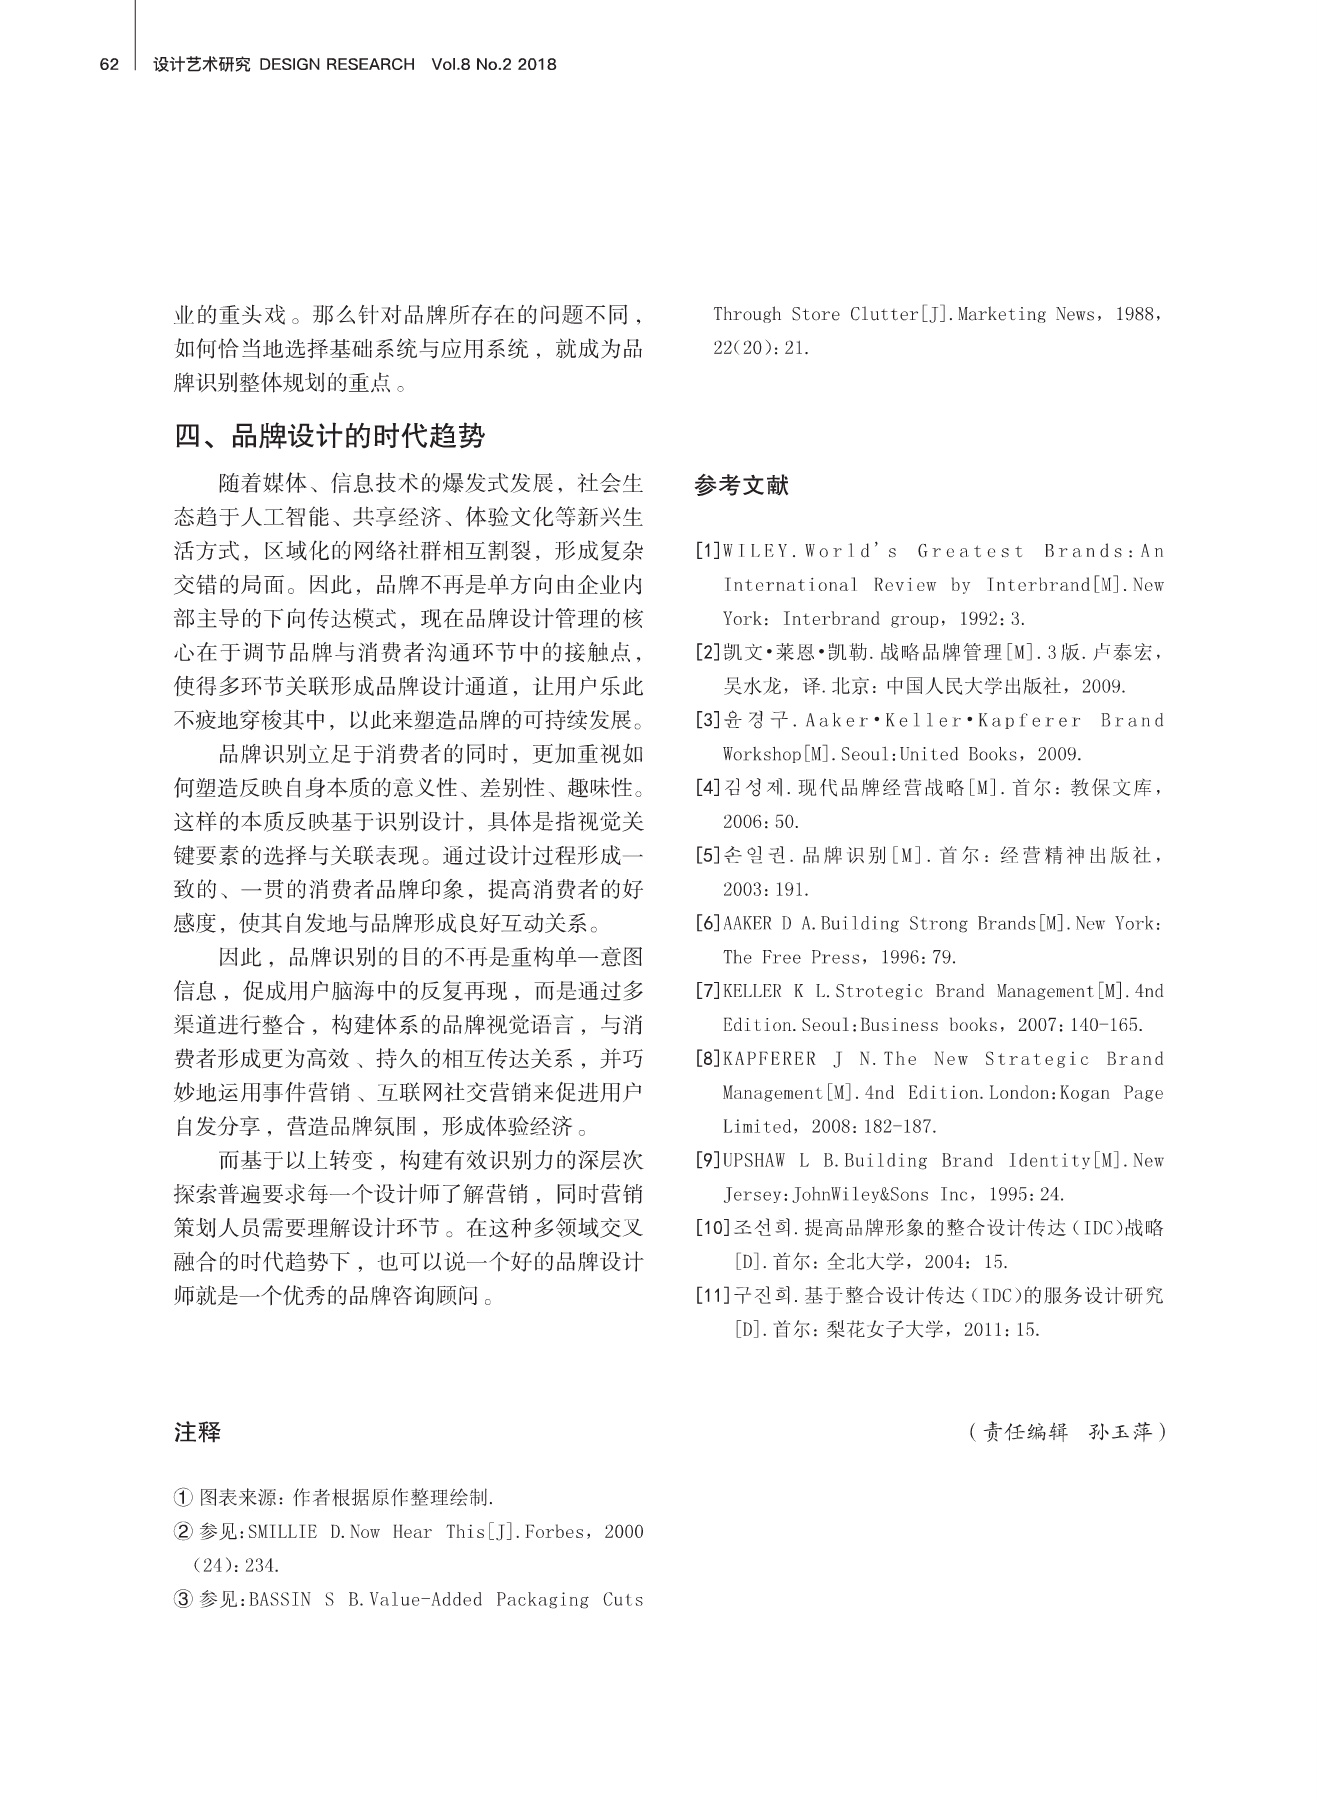 62 设计艺术研究 DESIGN RESEARCH Vol.8 No.2 2018
业的重头戏。那么针对品牌所存在的问题不同，
如何恰当地选择基础系统与应用系统，就成为品
牌识别整体规划的重点。
四、品牌设计的时代趋势
随着媒体、信息技术的爆发式发展，社会生
态趋于人工智能、共享经济、体验文化等新兴生
活方式，区域化的网络社群相互割裂，形成复杂
交错的局面。因此，品牌不再是单方向由企业内
部主导的下向传达模式，现在品牌设计管理的核
心在于调节品牌与消费者沟通环节中的接触点，
使得多环节关联形成品牌设计通道，让用户乐此
不疲地穿梭其中，以此来塑造品牌的可持续发展。
品牌识别立足于消费者的同时，更加重视如
何塑造反映自身本质的意义性、差别性、趣味性。
这样的本质反映基于识别设计，具体是指视觉关
键要素的选择与关联表现。通过设计过程形成一
致的、一贯的消费者品牌印象，提高消费者的好
感度，使其自发地与品牌形成良好互动关系。
因此，品牌识别的目的不再是重构单一意图
信息，促成用户脑海中的反复再现，而是通过多
渠道进行整合，构建体系的品牌视觉语言，与消
费者形成更为高效、持久的相互传达关系，并巧
妙地运用事件营销、互联网社交营销来促进用户
自发分享，营造品牌氛围，形成体验经济。
而基于以上转变，构建有效识别力的深层次
探索普遍要求每一个设计师了解营销，同时营销
策划人员需要理解设计环节。在这种多领域交叉
融合的时代趋势下，也可以说一个好的品牌设计
师就是一个优秀的品牌咨询顾问。
注释
① 图表来源：作者根据原作整理绘制.
② 参见:SMILLIE D.Now Hear This[J].Forbes，2000
（24）：234.
③ 参见:BASSIN S B.Value-Added Packaging Cuts
Through Store Clutter[J].Marketing News，1988，
22（20）：21.
参考文献
[1]WILEY.World's Greatest Brands:An
International Review by Interbrand[M].New
York：Interbrand group，1992：3.
[2]凯文•莱恩•凯勒.战略品牌管理[M].3版.卢泰宏，
吴水龙，译.北京：中国人民大学出版社，2009.
[3]윤경구.Aaker•Keller•Kapferer Brand
Workshop[M].Seoul:United Books，2009.
[4]김성제.现代品牌经营战略[M].首尔：教保文库，
2006：50.
[5]손일권.品牌识别[M].首尔：经营精神出版社，
2003：191.
[6]AAKER D A.Building Strong Brands[M].New York：
The Free Press，1996：79.
[7]KELLER K L.Strotegic Brand Management[M].4nd
Edition.Seoul:Business books，2007：140-165.
[8]KAPFERER J N.The New Strategic Brand
Management[M].4nd Edition.London:Kogan Page
Limited，2008：182-187.
[9]UPSHAW L B.Building Brand Identity[M].New
Jersey:JohnWiley&Sons Inc，1995：24.
[10]조선희.提高品牌形象的整合设计传达（IDC）战略
[D].首尔：全北大学，2004：15.
[11]구진희.基于整合设计传达（IDC）的服务设计研究
[D].首尔：梨花女子大学，2011：15.
（责任编辑 孙玉萍）